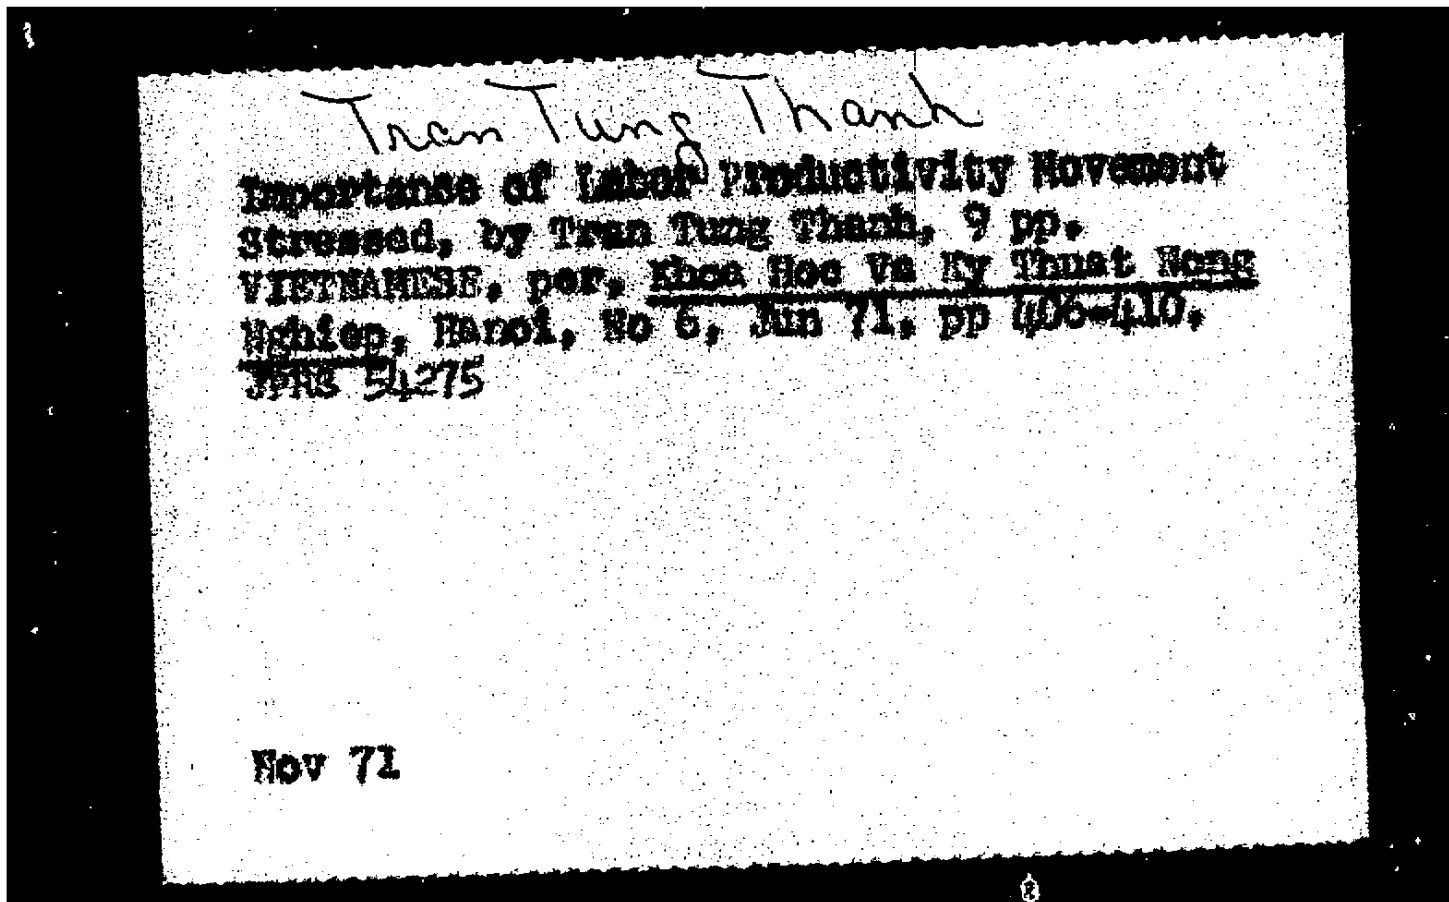 Tran Tung Thanh
Importance of Labor Productivity Movement
Stressed, by Tran Tung Thanh, 9 pp.
VIETNAMESE, per, Khoa Hoc Va Ky Thuat Nong
Nghiep, Hanoi, No 6, Jun 71, pp 406-410.
JPRS 54275
Nov 71